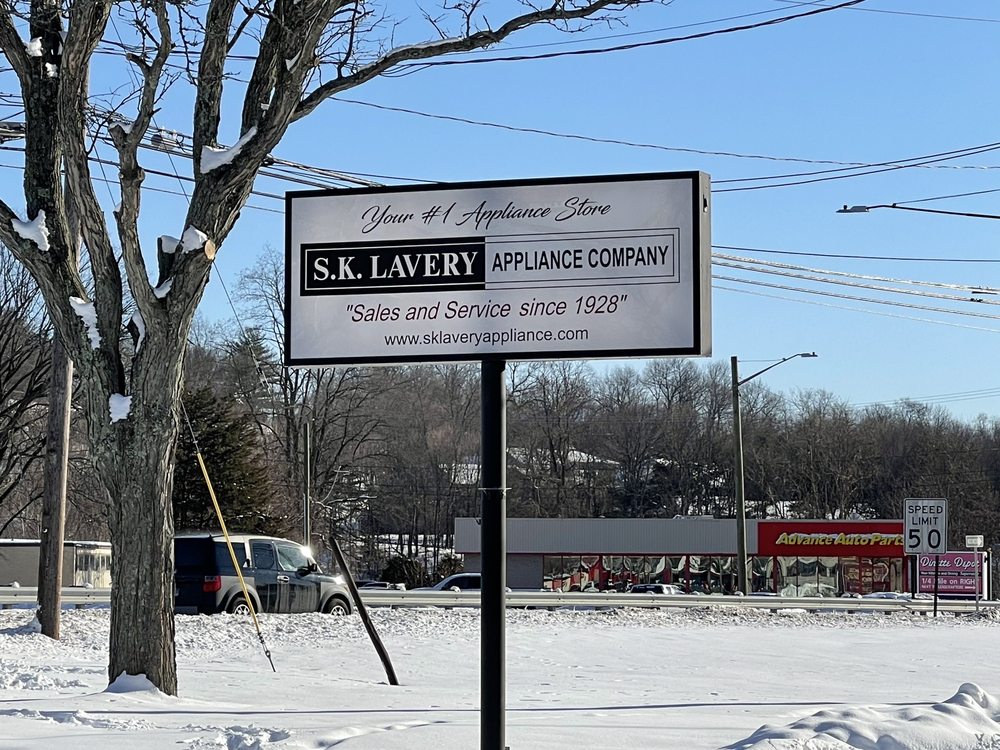 Your #1 Appliance Store
S.K. LAVERY APPLIANCE COMPANY
"Sales and Service since 1928"
www.sklaveryappliance.com
Advance Auto Parts
SPEED
LIMIT
50
Dinette Depot
1/4 Mile on RIGHT